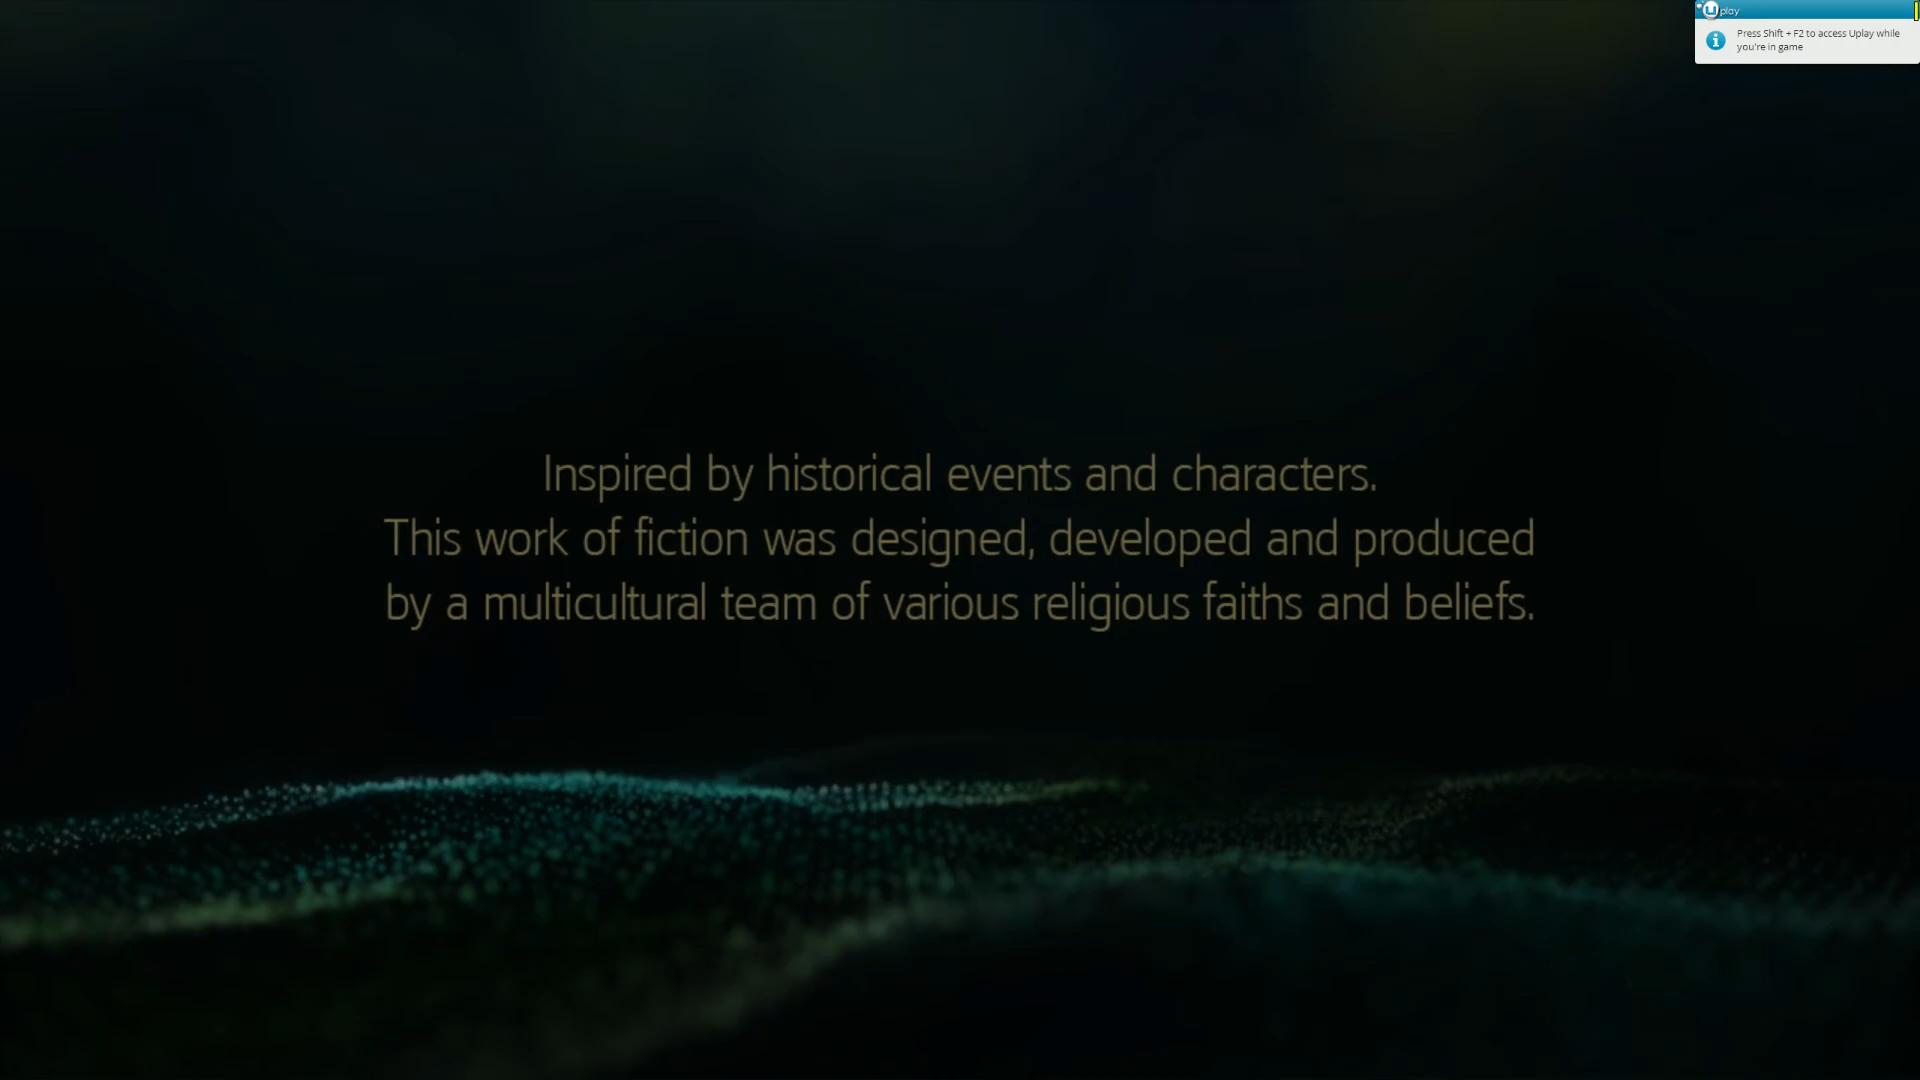 Uplay
Press Shift + F2 to access Uplay while
you're in game
Inspired by historical events and characters.
This work of fiction was designed, developed and produced
by a multicultural team of various religious faiths and beliefs.